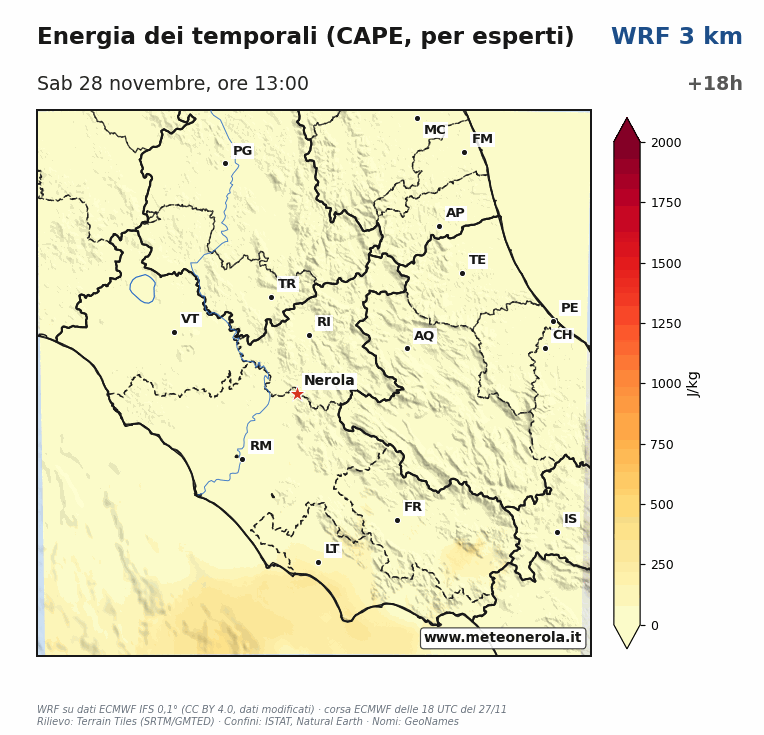 Energia dei temporali (CAPE, per esperti) WRF 3 km
Sab 28 novembre, ore 13:00 +18h
MC
FM
PG
AP
TE
TR
PE
VT
RI
AQ
CH
Nerola
RM
FR
IS
LT
www.meteonerola.it
2000
1750
1500
1250
1000
750
500
250
0
J/kg
WRF su dati ECMWF IFS 0,1° (CC BY 4.0, dati modificati) · corsa ECMWF delle 18 UTC del 27/11
Rilievo: Terrain Tiles (SRTM/GMTED) · Confini: ISTAT, Natural Earth · Nomi: GeoNames